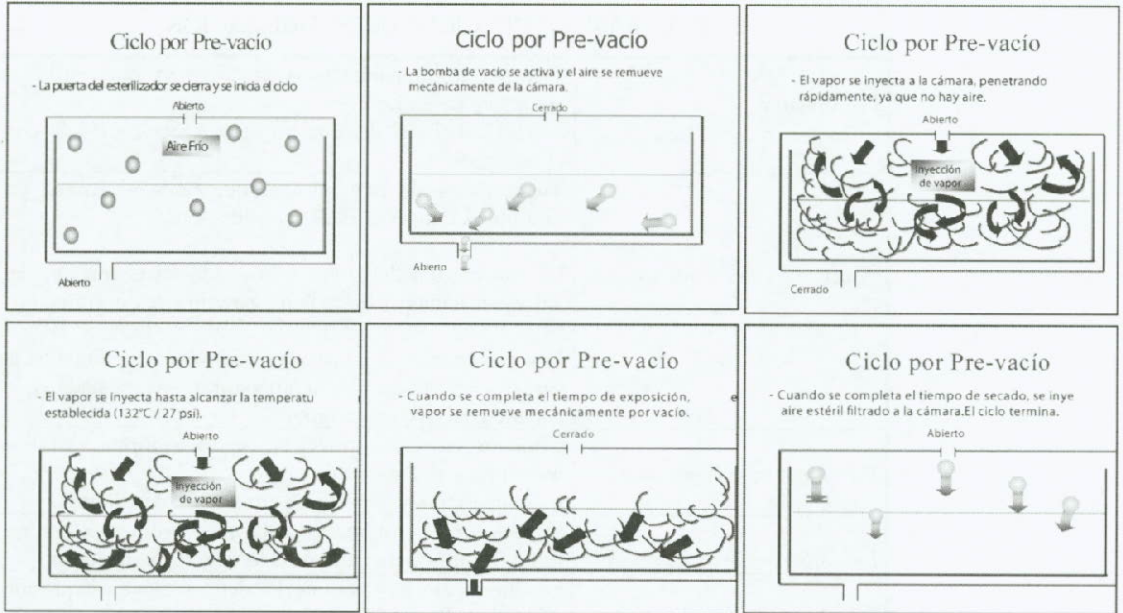 Ciclo por Pre-vacío
- La puerta del esterilizador se cierra y se inicia el ciclo
Abierto
Aire Frío
Abierto
Ciclo por Pre-vacío
- La bomba de vacío se activa y el aire se remueve
mecánicamente de la cámara.
Cerrado
Abierto
Ciclo por Pre-vacío
- El vapor se inyecta a la cámara, penetrando
rápidamente, ya que no hay aire.
Abierto
Inyección
de vapor
Cerrado
Ciclo por Pre-vacío
- El vapor se inyecta hasta alcanzar la temperatu
establecida (132°C / 27 psi).
Abierto
Inyección
de vapor
Ciclo por Pre-vacío
- Cuando se completa el tiempo de exposición, e
vapor se remueve mecánicamente por vacío.
Cerrado
Ciclo por Pre-vacío
- Cuando se completa el tiempo de secado, se inye
aire estéril filtrado a la cámara.El ciclo termina.
Abierto